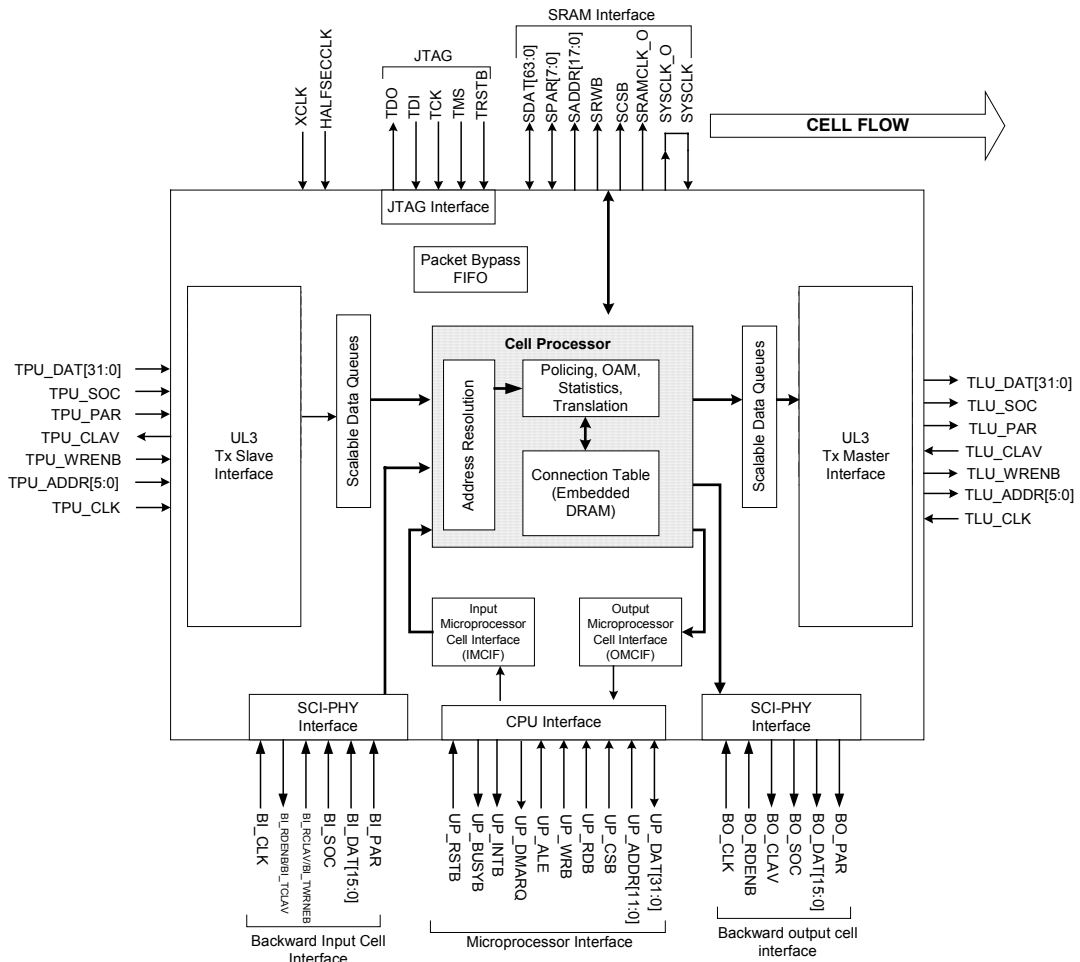 SRAM Interface
JTAG
XCLK
HALFSECCLK
TDO
TDI
TCK
TMS
TRSTB
SDAT[63:0]
SPAR[7:0]
SADDR[17:0]
SRWB
SCSB
SRAMCLK_O
SYSCLK_O
SYSCLK
CELL FLOW
JTAG Interface
Packet Bypass
FIFO
TPU_DAT[31:0]
TPU_SOC
TPU_PAR
TPU_CLAV
TPU_WRENB
TPU_ADDR[5:0]
TPU_CLK
UL3
Tx Slave
Interface
Scalable Data Queues
Cell Processor
Address Resolution
Policing, OAM,
Statistics,
Translation
Connection Table
(Embedded
DRAM)
Scalable Data Queues
UL3
Tx Master
Interface
TLU_DAT[31:0]
TLU_SOC
TLU_PAR
TLU_CLAV
TLU_WRENB
TLU_ADDR[5:0]
TLU_CLK
Input
Microprocessor
Cell Interface
(IMCIF)
Output
Microprocessor
Cell Interface
(OMCIF)
SCI-PHY
Interface
CPU Interface
SCI-PHY
Interface
BI_CLK
BI_RDENB/BI_TCLAV
BI_RCLAV/BI_TWRNEB
BI_SOC
BI_DAT[15:0]
BI_PAR
UP_RSTB
UP_BUSYB
UP_INTB
UP_DMARQ
UP_ALE
UP_WRB
UP_RDB
UP_CSB
UP_ADDR[11:0]
UP_DAT[31:0]
BO_CLK
BO_RDENB
BO_CLAV
BO_SOC
BO_DAT[15:0]
BO_PAR
Backward Input Cell
Interface
Microprocessor Interface
Backward output cell
interface